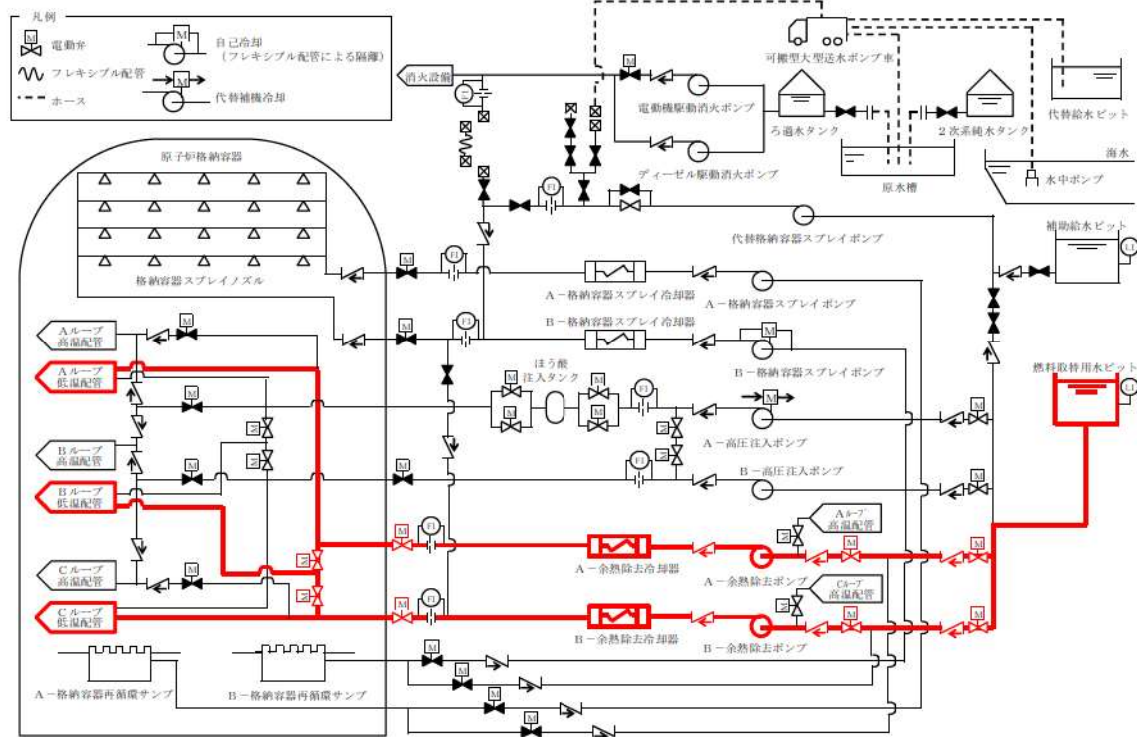 凡例
M
電動弁
フレキシブル配管
ホース
M
自己冷却
(フレキシブル配管による隔離)
M
代替補機冷却
消火設備
FI
M
電動機駆動消火ポンプ
ディーゼル駆動消火ポンプ
可搬型大型送水ポンプ車
ろ過水タンク
2次系純水タンク
原水槽
代替給水ピット
海水
水中ポンプ
補助給水ピット
LI
原子炉格納容器
格納容器スプレイノズル
FI
代替格納容器スプレイポンプ
M
FI
A-格納容器スプレイ冷却器
A-格納容器スプレイポンプ
B-格納容器スプレイ冷却器
M
FI
M
B-格納容器スプレイポンプ
燃料取替用水ピット
LI
Aループ
高温配管
M
Aループ
低温配管
ほう酸
注入タンク
M
M
M
M
M
FI
M
A-高圧注入ポンプ
M
M
M
M
M
Bループ
高温配管
M
M
FI
B-高圧注入ポンプ
M
Bループ
低温配管
Aループ
高温配管
M
FI
M
A-余熱除去冷却器
A-余熱除去ポンプ
M
M
M
M
Cループ
高温配管
M
Cループ
高温配管
Cループ
低温配管
M
FI
M
B-余熱除去冷却器
B-余熱除去ポンプ
M
M
M
A-格納容器再循環サンプ
B-格納容器再循環サンプ
M
M
M
M